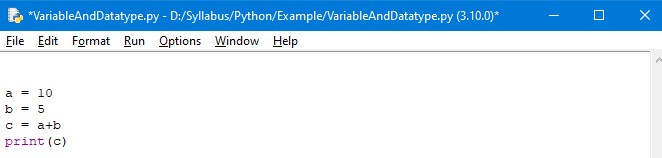 *VariableAndDatatype.py - D:/Syllabus/Python/Example/VariableAndDatatype.py (3.10.0)*
File Edit Format Run Options Window Help
a = 10
b = 5
c = a+b
print(c)